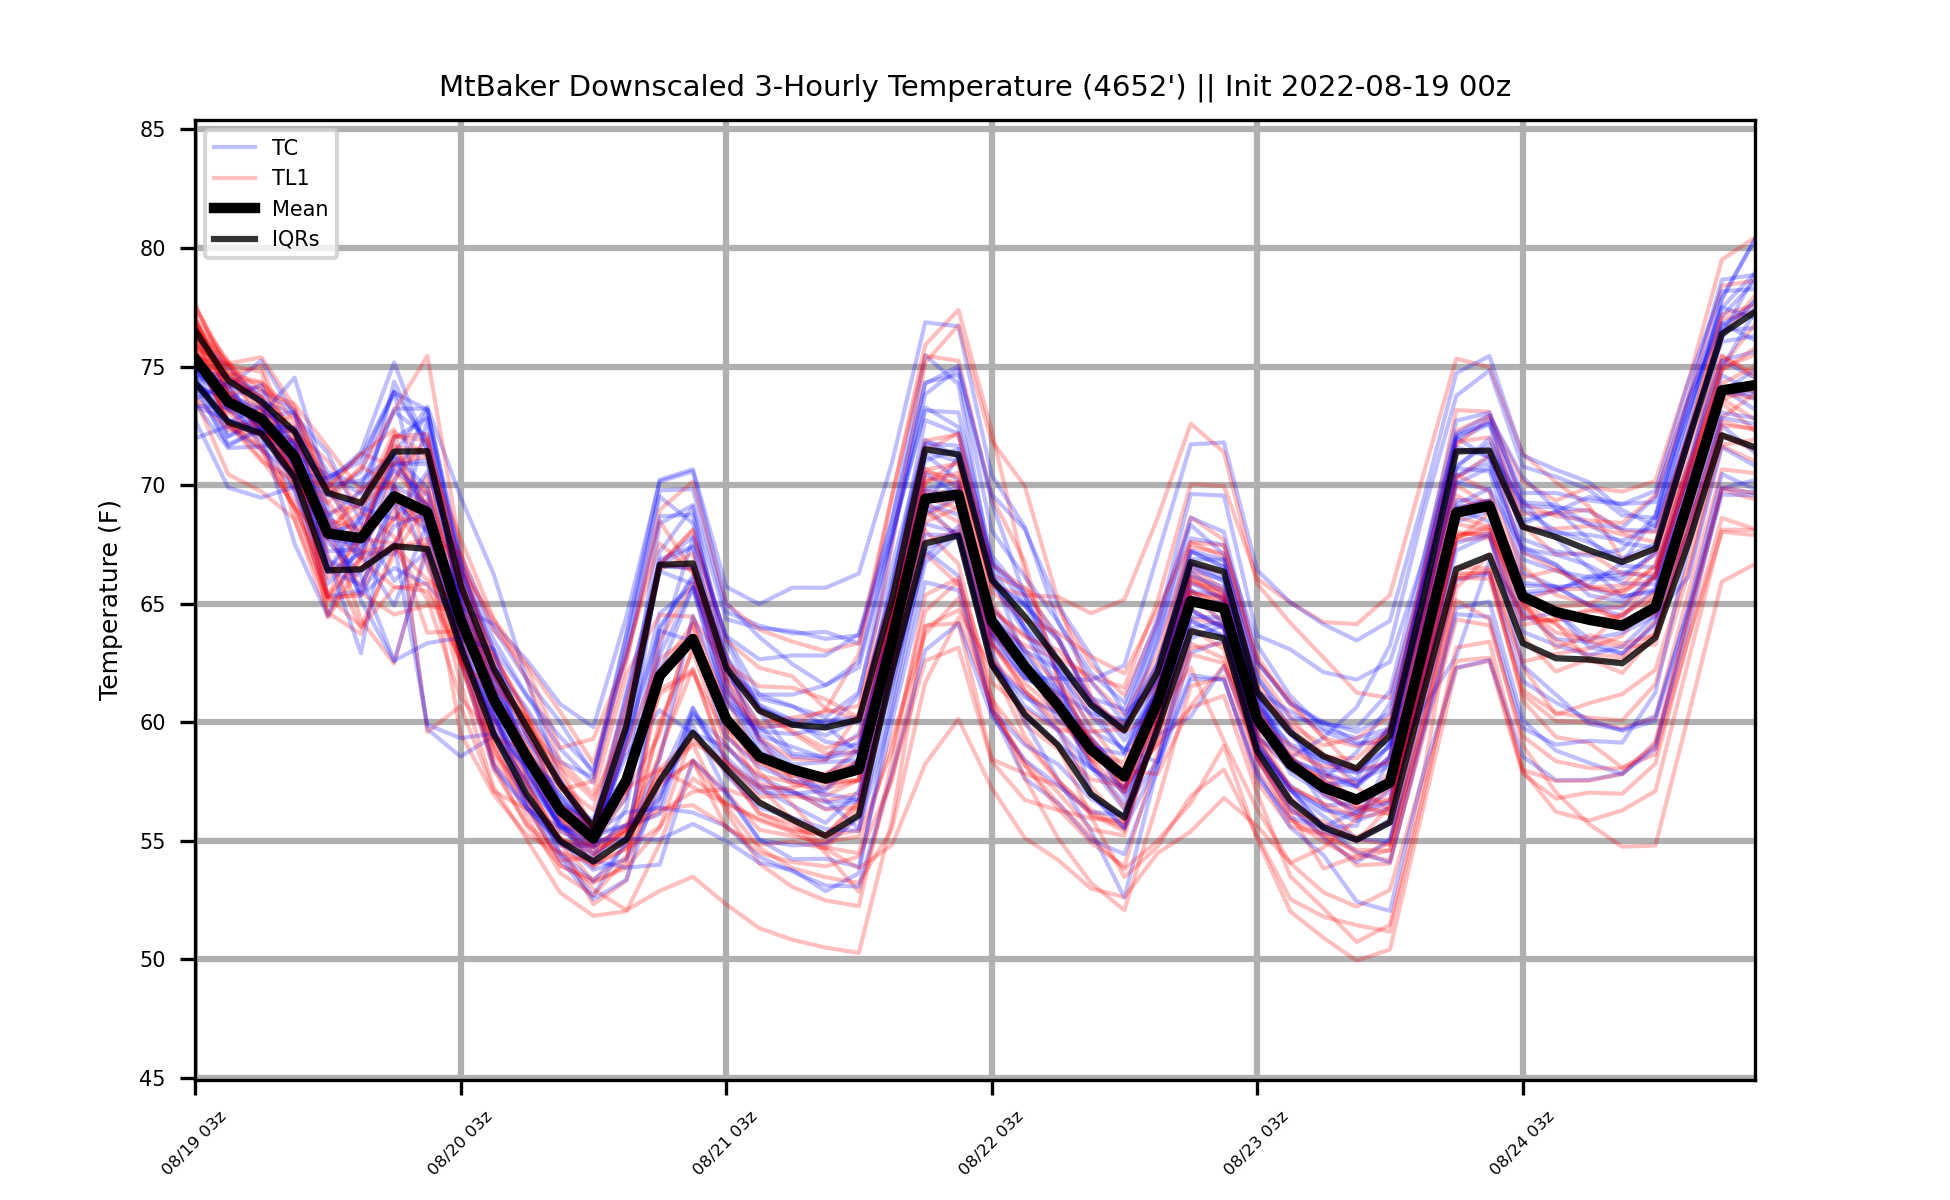 MtBaker Downscaled 3-Hourly Temperature (4652') || Init 2022-08-19 00z
TC
TL1
Mean
IQRs
Temperature (F)
85
80
75
70
65
60
55
50
45
08/19 03z
08/20 03z
08/21 03z
08/22 03z
08/23 03z
08/24 03z